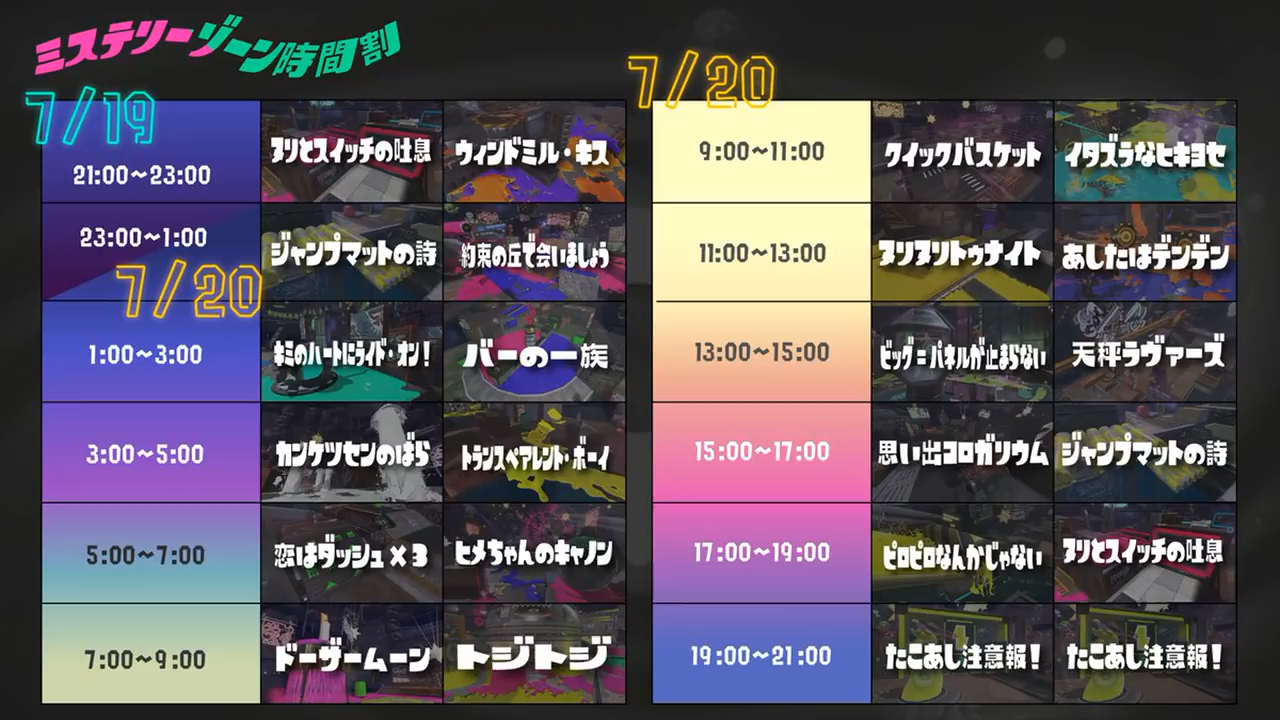 ミステリーゾーン時間割
7/19
21:00~23:00 ヌリとスイッチの吐息 ウィンドミル・キス
23:00~1:00 ジャンプマットの詩 約束の丘で会いましょう
7/20
1:00~3:00 キミのハートにライド・オン! バーの一族
3:00~5:00 カンケツセンのばら トランスペアレント・ボーイ
5:00~7:00 恋はダッシュ×3 ヒメちゃんのキャノン
7:00~9:00 ドーザームーン トジトジ
7/20
9:00~11:00 クイックバスケット イタズラなヒキヨセ
11:00~13:00 ヌリヌリトゥナイト あしたはデンデン
13:00~15:00 ビッグ=パネルが止まらない 天秤ラヴァーズ
15:00~17:00 思い出コロガリウム ジャンプマットの詩
17:00~19:00 ピロピロなんかじゃない ヌリとスイッチの吐息
19:00~21:00 たこあし注意報! たこあし注意報!